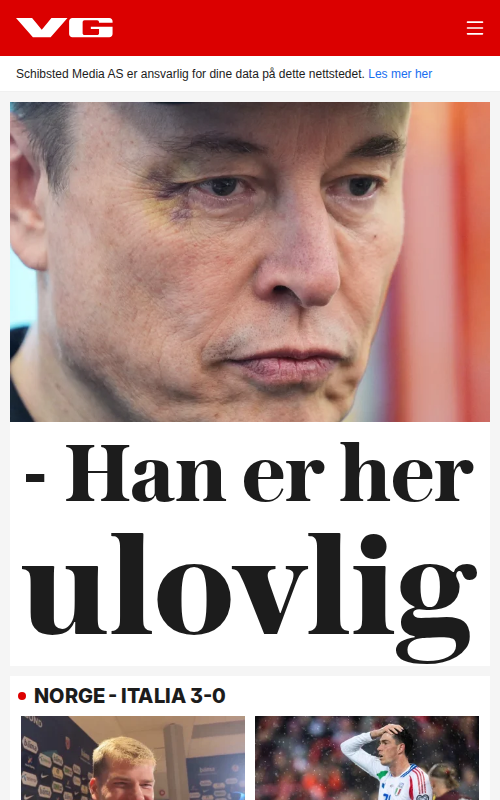 VG
Schibsted Media AS er ansvarlig for dine data på dette nettstedet. Les mer her
- Han er her
ulovlig
NORGE - ITALIA 3-0